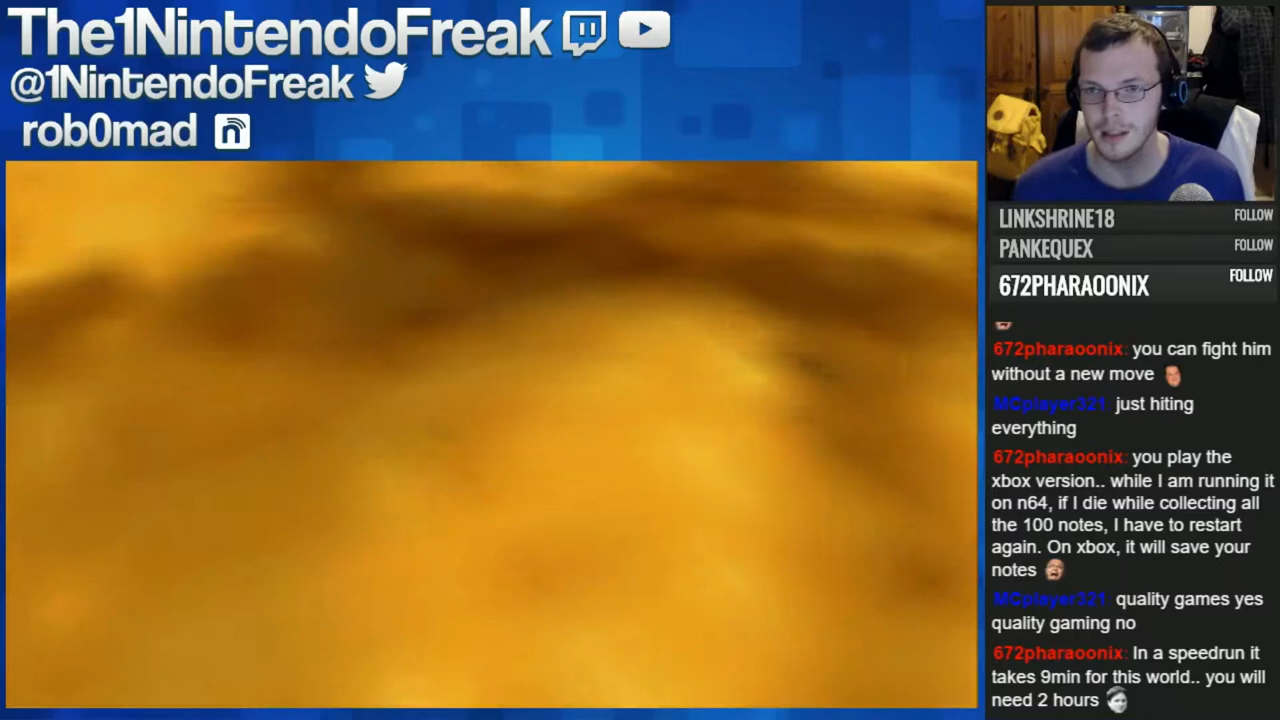 The1NintendoFreak
@1NintendoFreak
rob0mad
LINKSHRINE18 FOLLOW
PANKEQUEX FOLLOW
672PHARAOONIX FOLLOW
672pharaoonix: you can fight him
without a new move
MCplayer321: just hiting
everything
672pharaoonix: you play the
xbox version.. while I am running it
on n64, if I die while collecting all
the 100 notes, I have to restart
again. On xbox, it will save your
notes
MCplayer321: quality games yes
quality gaming no
672pharaoonix: In a speedrun it
takes 9min for this world.. you will
need 2 hours